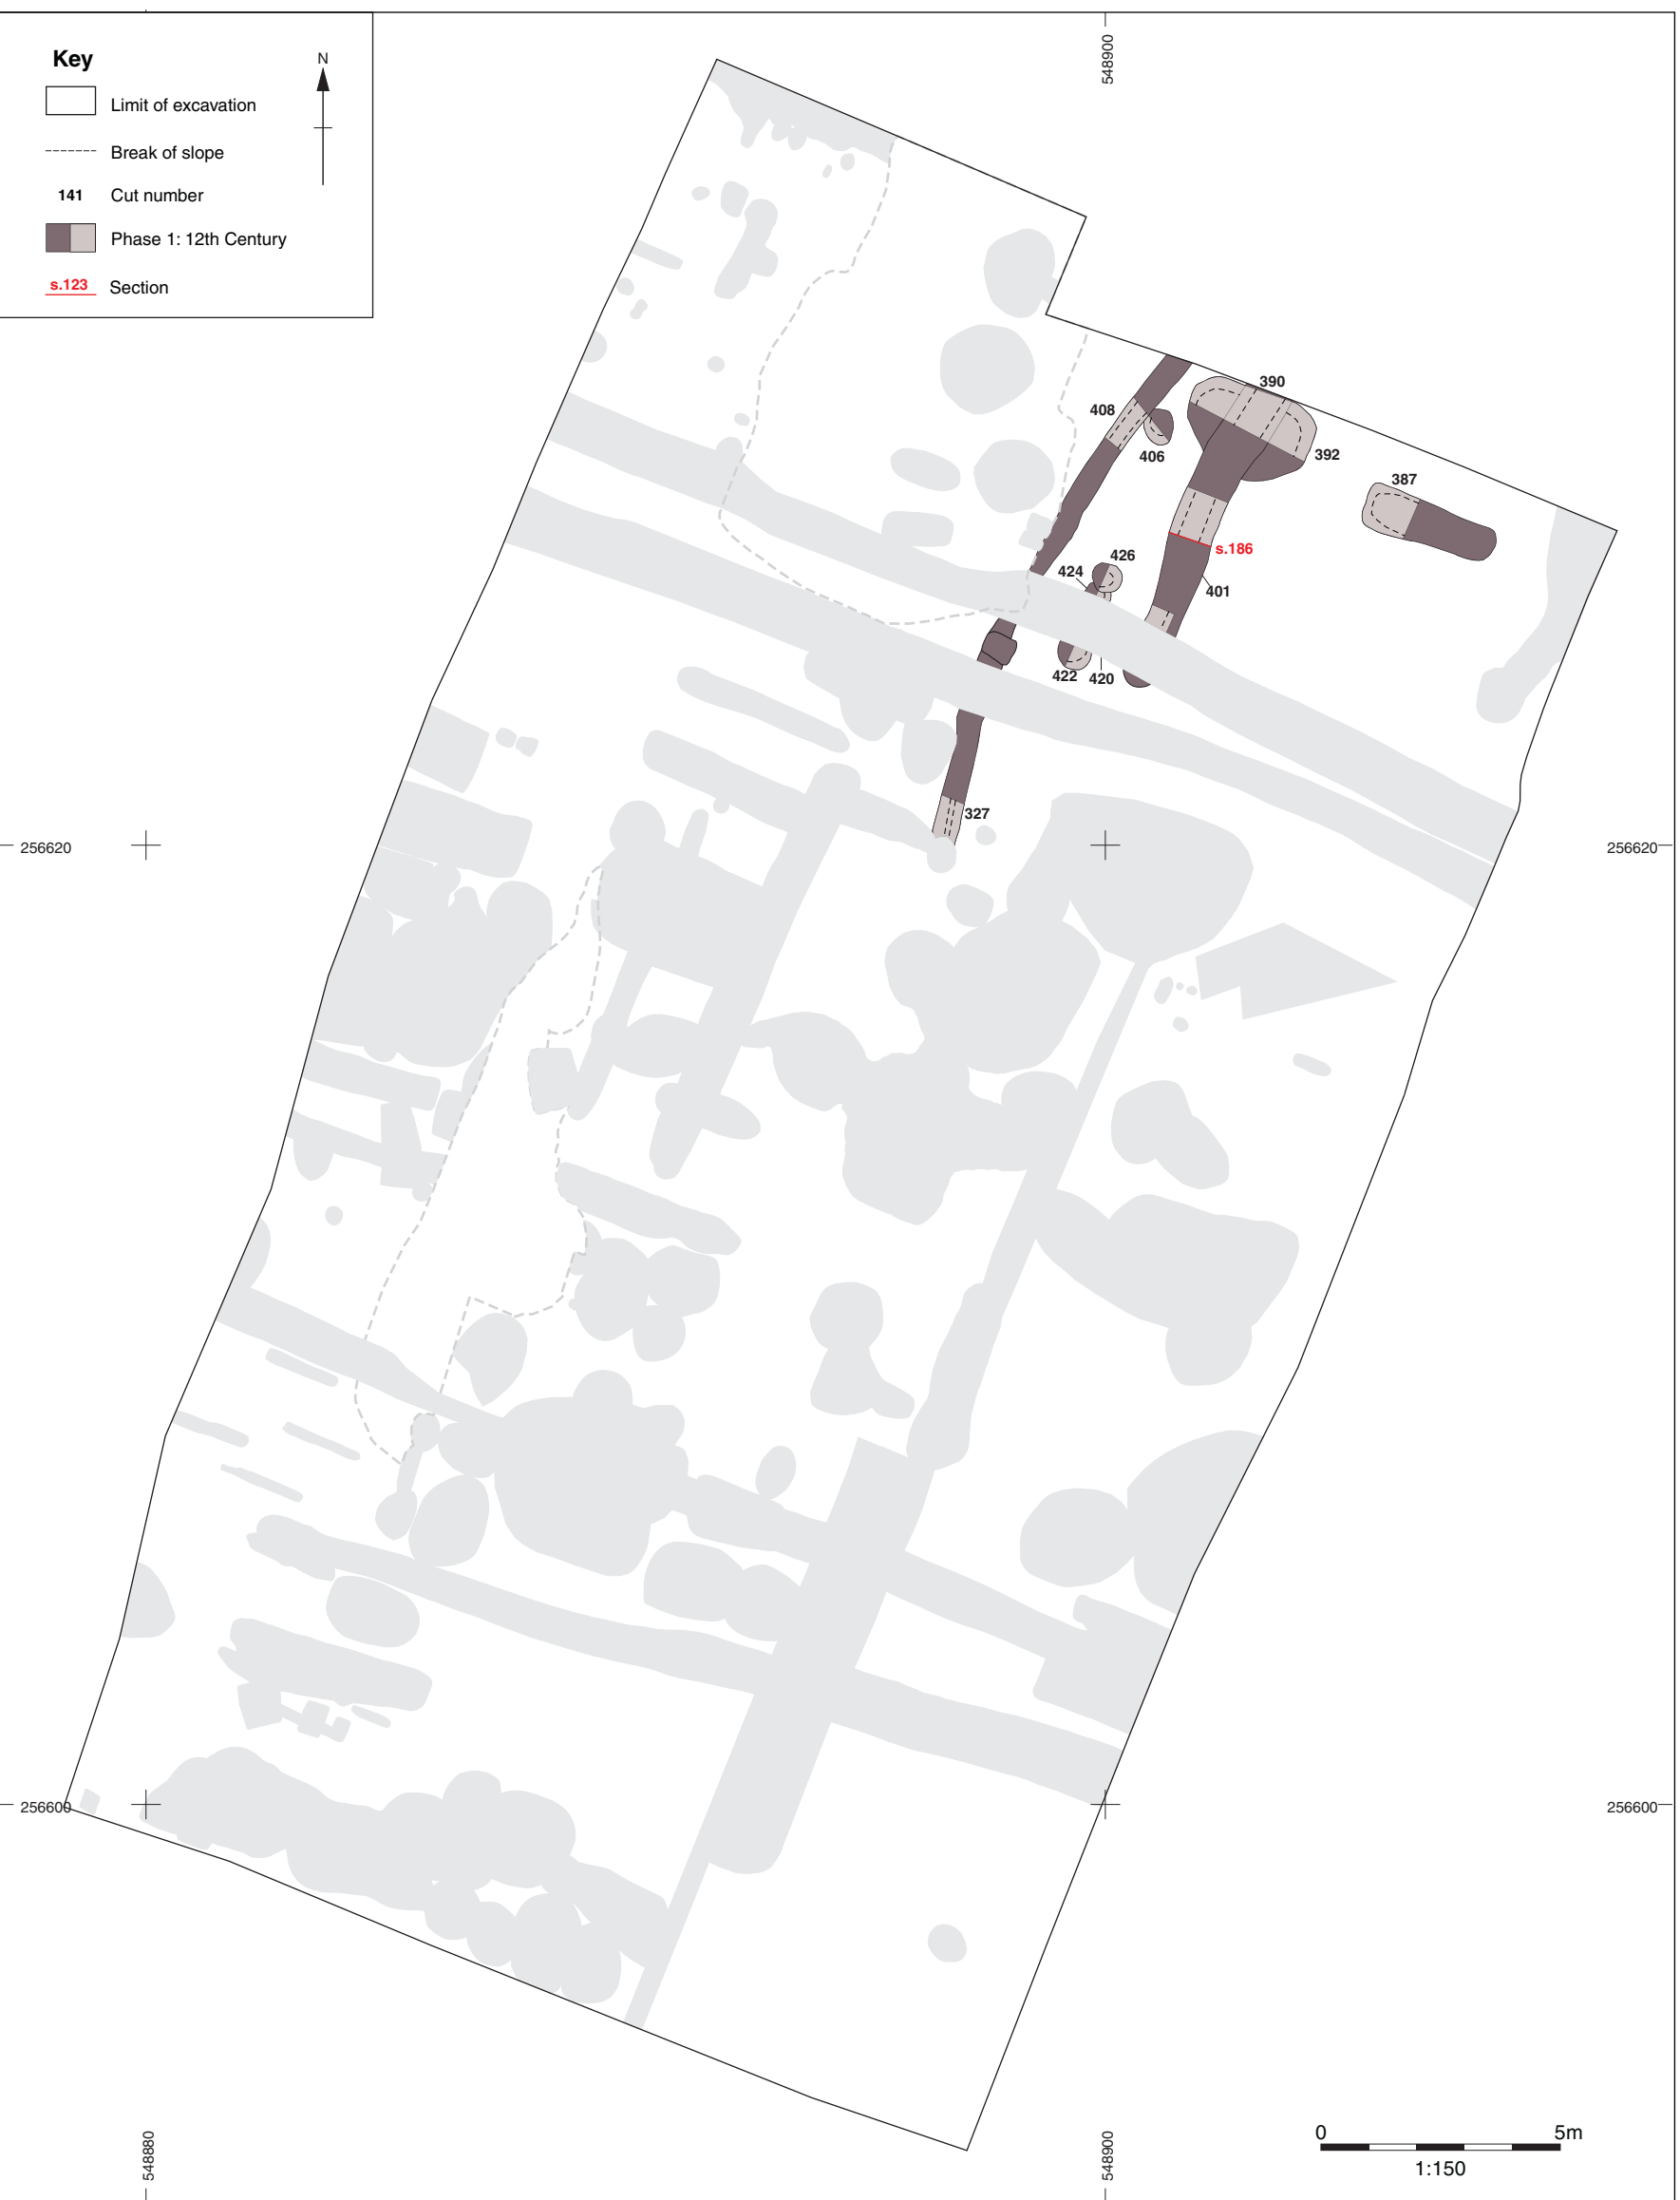 548900
Key
N
Limit of excavation
Break of slope
141 Cut number
Phase 1: 12th Century
s.123 Section
390
408
406
392
387
s.186
426
424
401
422 420
327
256620 256620
256600 256600
548880
548900
0 5m
1:150